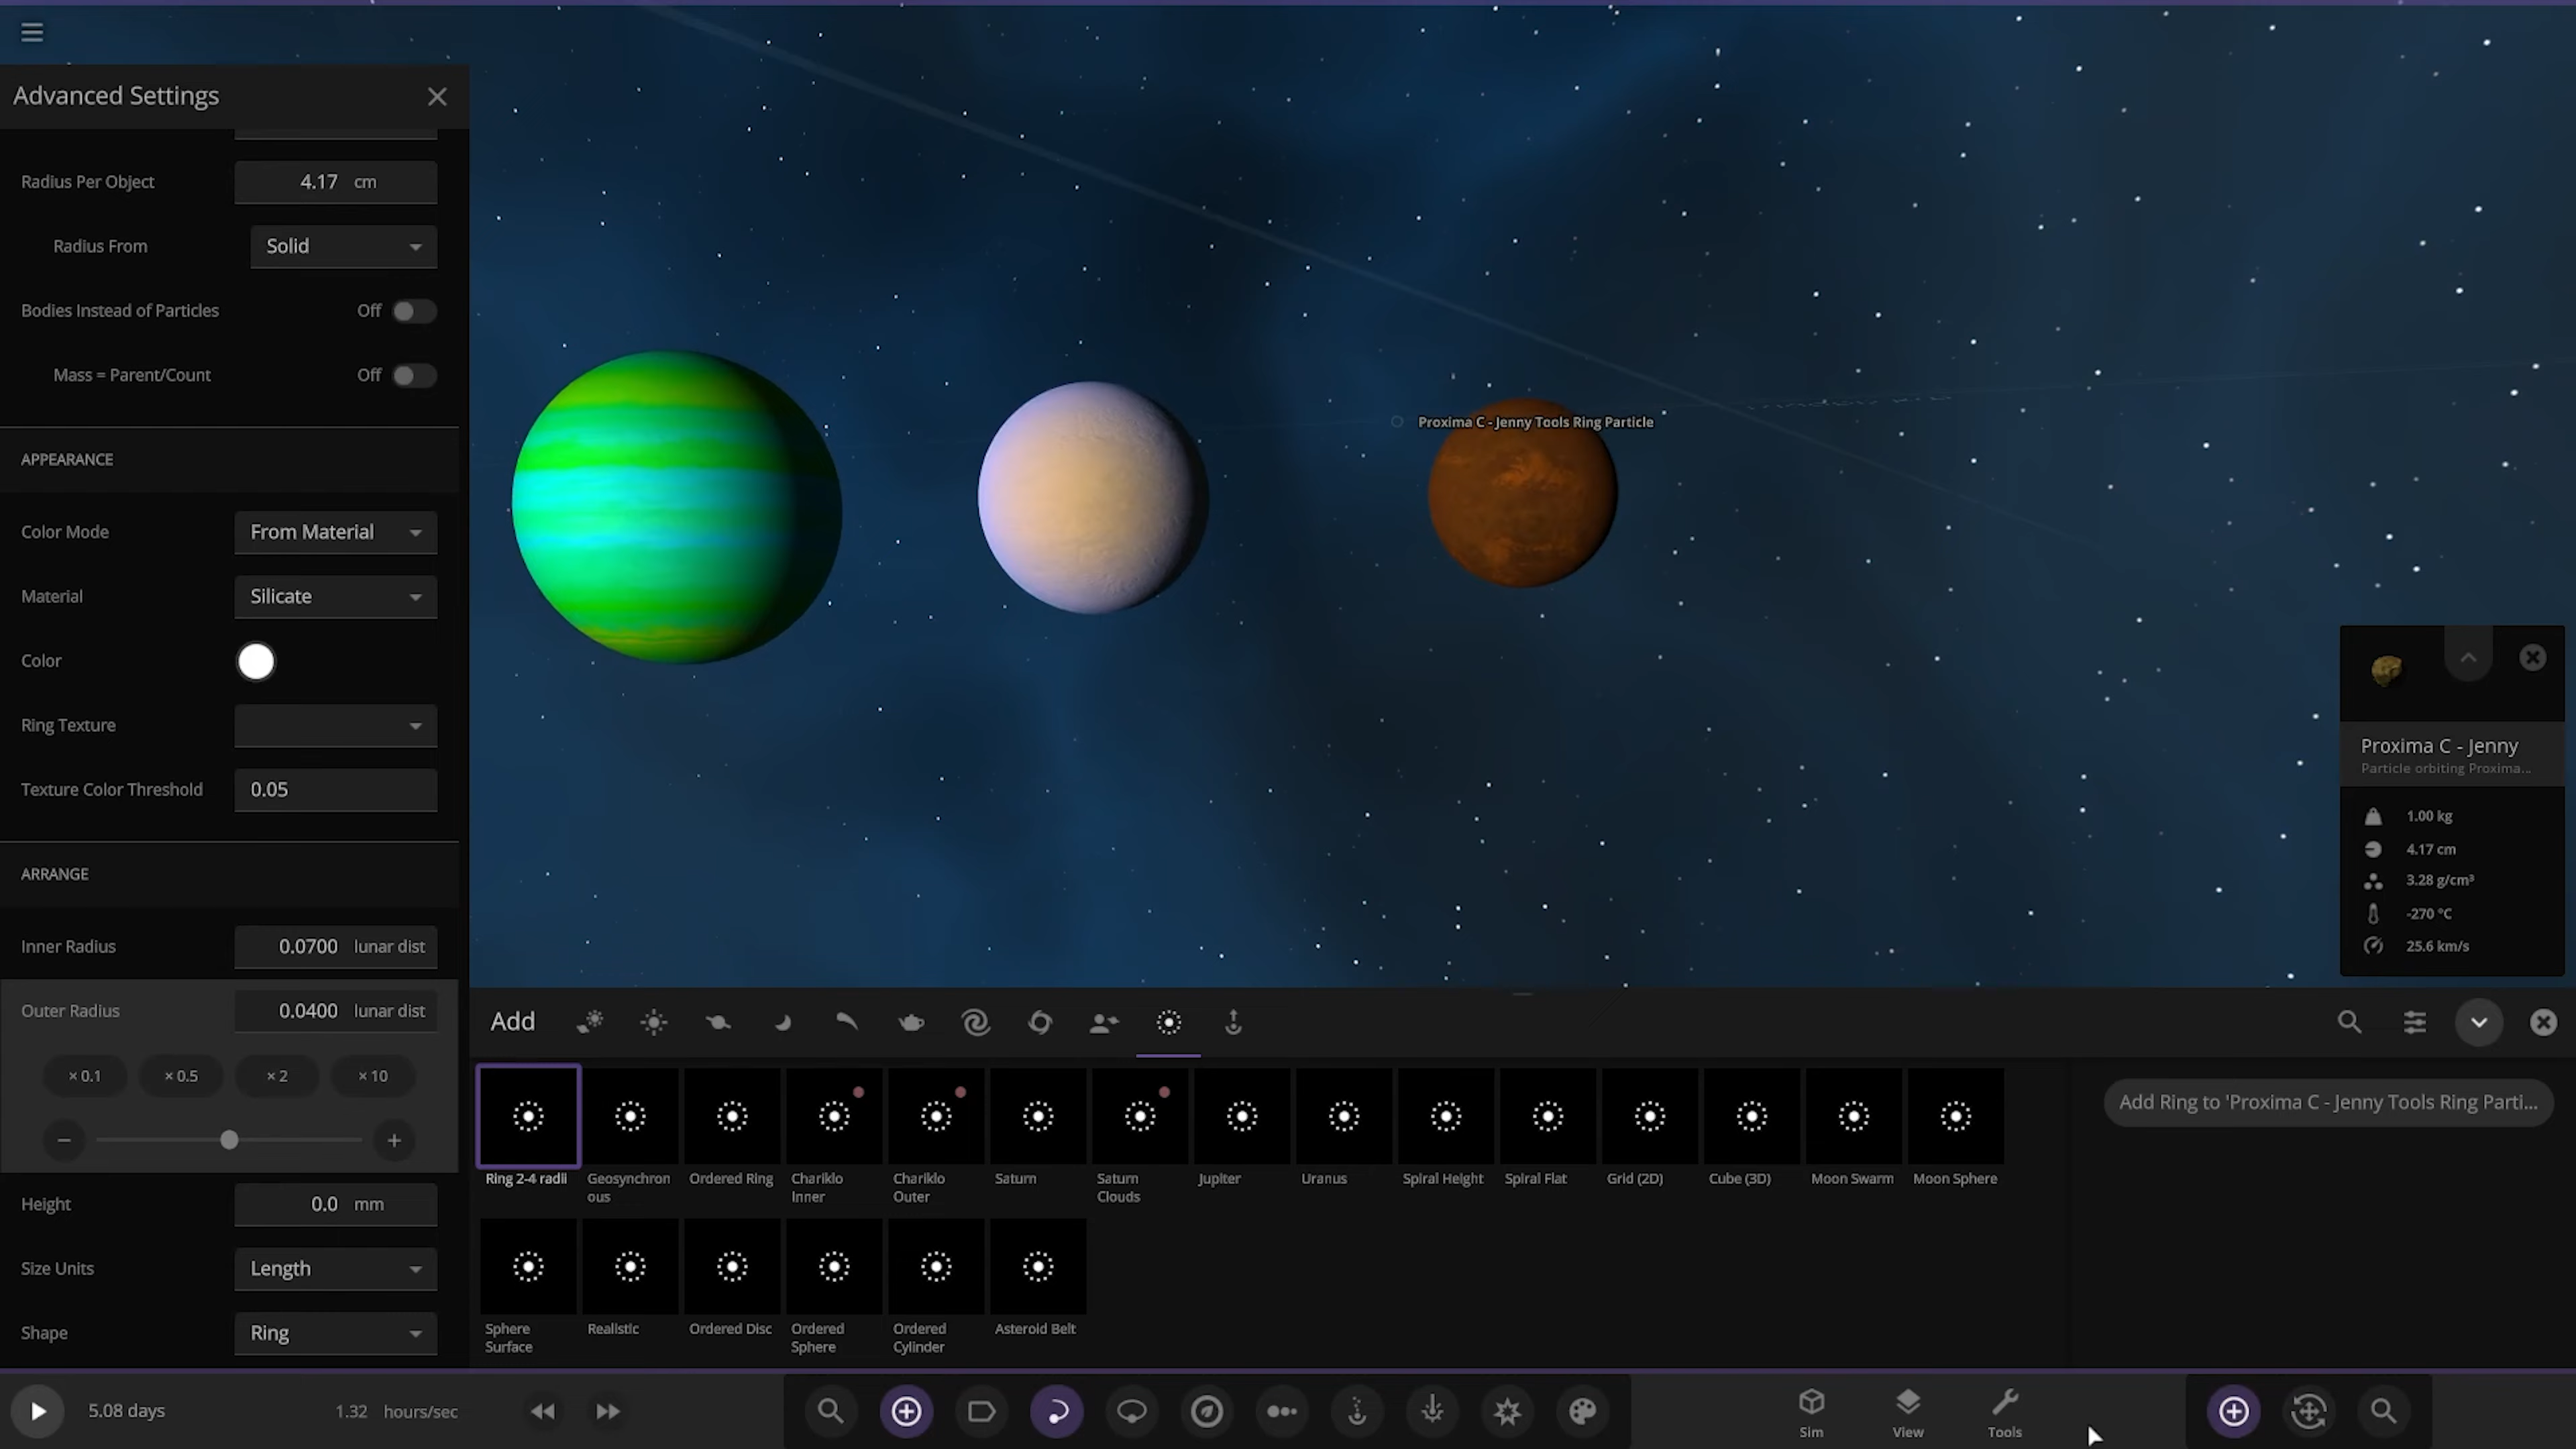 Advanced Settings
Radius Per Object 4.17 cm
Radius From Solid
Bodies Instead of Particles Off
Mass = Parent/Count Off
APPEARANCE
Color Mode From Material
Material Silicate
Color
Ring Texture
Texture Color Threshold 0.05
ARRANGE
Inner Radius 0.0700 lunar dist
Outer Radius 0.0400 lunar dist
× 0.1 × 0.5 × 2 × 10
Height 0.0 mm
Size Units Length
Shape Ring
Proxima C - Jenny Tools Ring Particle
Proxima C - Jenny
Particle orbiting Proxima...
1.00 kg
4.17 cm
3.28 g/cm³
-270 °C
25.6 km/s
Add
Add Ring to 'Proxima C - Jenny Tools Ring Parti...
Ring 2-4 radii
Geosynchron
ous
Ordered Ring
Chariklo
Inner
Chariklo
Outer
Saturn
Saturn
Clouds
Jupiter
Uranus
Spiral Height
Spiral Flat
Grid (2D)
Cube (3D)
Moon Swarm
Moon Sphere
Sphere
Surface
Realistic
Ordered Disc
Ordered
Sphere
Ordered
Cylinder
Asteroid Belt
5.08 days
1.32 hours/sec
Sim
View
Tools